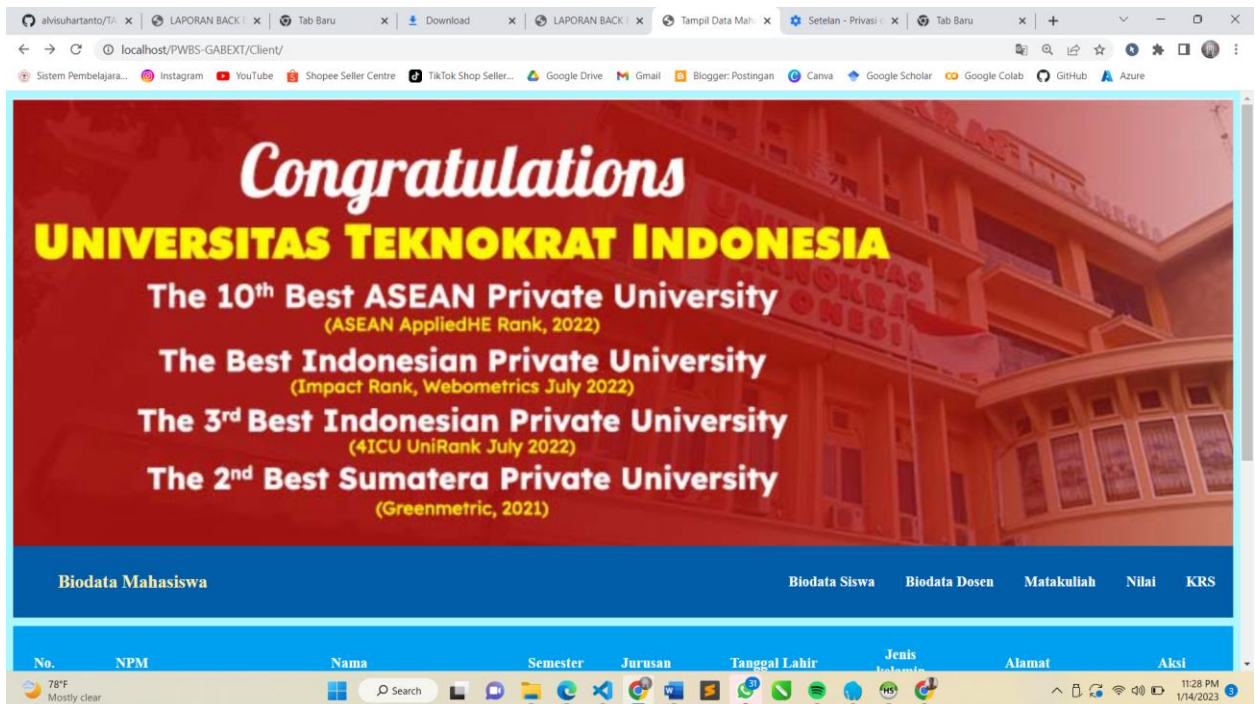 alvisuhartanto/TA
LAPORAN BACK E
Tab Baru
Download
LAPORAN BACK E
Tampil Data Maha
Setelan - Privasi d
Tab Baru
localhost/PWBS-GABEXT/Client/
Sistem Pembelajara...
Instagram
YouTube
Shopee Seller Centre
TikTok Shop Seller...
Google Drive
Gmail
Blogger: Postingan
Canva
Google Scholar
Google Colab
GitHub
Azure
Congratulations
UNIVERSITAS TEKNOKRAT INDONESIA
The 10th Best ASEAN Private University
(ASEAN AppliedHE Rank, 2022)
The Best Indonesian Private University
(Impact Rank, Webometrics July 2022)
The 3rd Best Indonesian Private University
(4ICU UniRank July 2022)
The 2nd Best Sumatera Private University
(Greenmetric, 2021)
Biodata Mahasiswa
Biodata Siswa
Biodata Dosen
Matakuliah
Nilai
KRS
No.
NPM
Nama
Semester
Jurusan
Tanggal Lahir
Jenis
kelamin
Alamat
Aksi
78°F
Mostly clear
Search
11:28 PM
1/14/2023